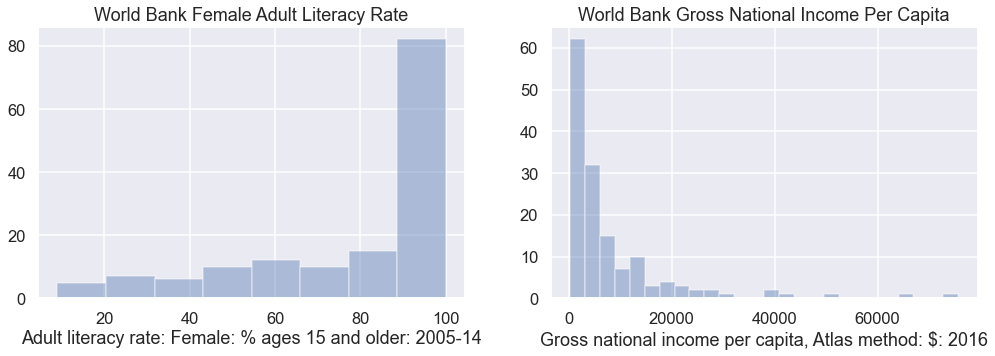 World Bank Female Adult Literacy Rate
80
60
40
20
0
20 40 60 80 100
Adult literacy rate: Female: % ages 15 and older: 2005-14
World Bank Gross National Income Per Capita
60
50
40
30
20
10
0
0 20000 40000 60000
Gross national income per capita, Atlas method: $: 2016